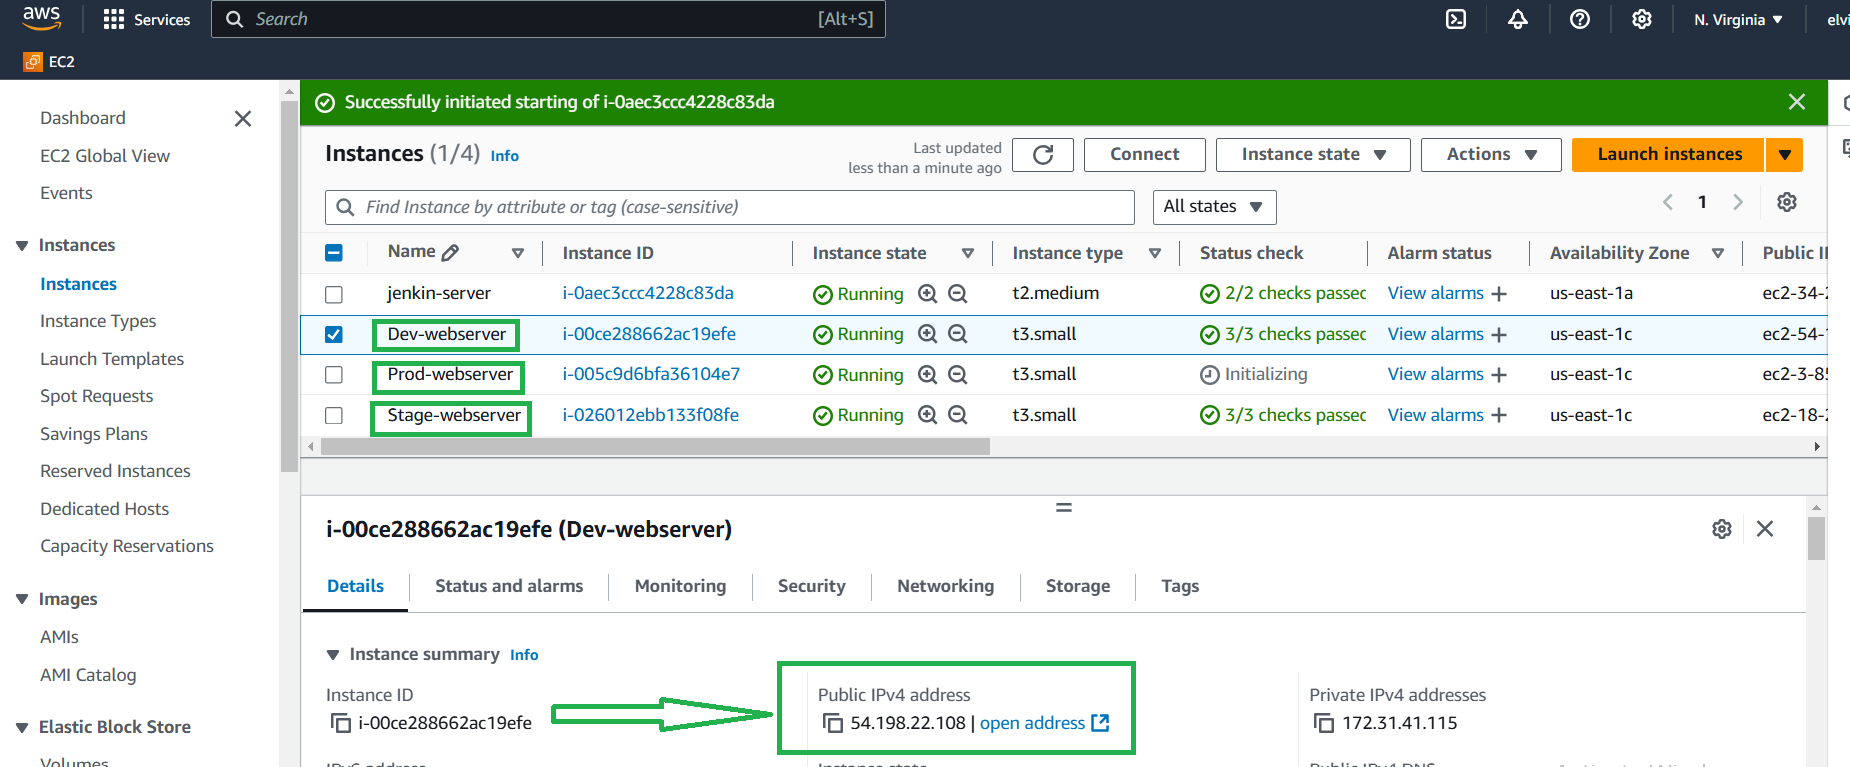 aws
Services
Search
[Alt+S]
N. Virginia
elvi
EC2
Dashboard
EC2 Global View
Events
Instances
Instances
Instance Types
Launch Templates
Spot Requests
Savings Plans
Reserved Instances
Dedicated Hosts
Capacity Reservations
Images
AMIs
AMI Catalog
Elastic Block Store
Volumes
Successfully initiated starting of i-0aec3ccc4228c83da
Instances (1/4) Info
Last updated
less than a minute ago
Connect
Instance state
Actions
Launch instances
Find Instance by attribute or tag (case-sensitive)
All states
1
Name Instance ID Instance state Instance type Status check Alarm status Availability Zone Public I
jenkin-server i-0aec3ccc4228c83da Running t2.medium 2/2 checks passec View alarms + us-east-1a ec2-34-2
Dev-webserver i-00ce288662ac19efe Running t3.small 3/3 checks passec View alarms + us-east-1c ec2-54-1
Prod-webserver i-005c9d6bfa36104e7 Running t3.small Initializing View alarms + us-east-1c ec2-3-85
Stage-webserver i-026012ebb133f08fe Running t3.small 3/3 checks passec View alarms + us-east-1c ec2-18-2
i-00ce288662ac19efe (Dev-webserver)
Details Status and alarms Monitoring Security Networking Storage Tags
Instance summary Info
Instance ID
i-00ce288662ac19efe
Public IPv4 address
54.198.22.108 | open address
Private IPv4 addresses
172.31.41.115